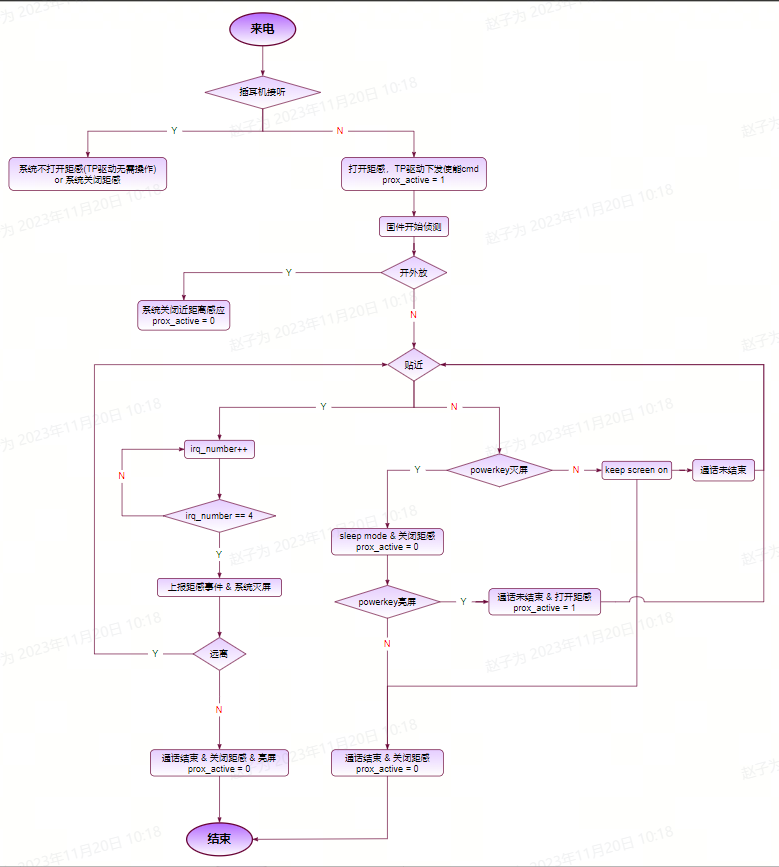 来电
插耳机接听
Y
N
系统不打开距感(TP驱动无需操作)
or 系统关闭距感
打开距感，TP驱动下发使能cmd
prox_active = 1
固件开始侦测
开外放
Y
系统关闭近距离感应
prox_active = 0
N
贴近
Y
N
irq_number++
N
irq_number == 4
Y
上报距感事件 & 系统灭屏
远离
Y
N
通话结束 & 关闭距感 & 亮屏
prox_active = 0
powerkey灭屏
Y
N
keep screen on
通话未结束
sleep mode & 关闭距感
prox_active = 0
powerkey亮屏
Y
通话未结束 & 打开距感
prox_active = 1
N
通话结束 & 关闭距感
prox_active = 0
结束
赵子为 2023年11月20日 10:18